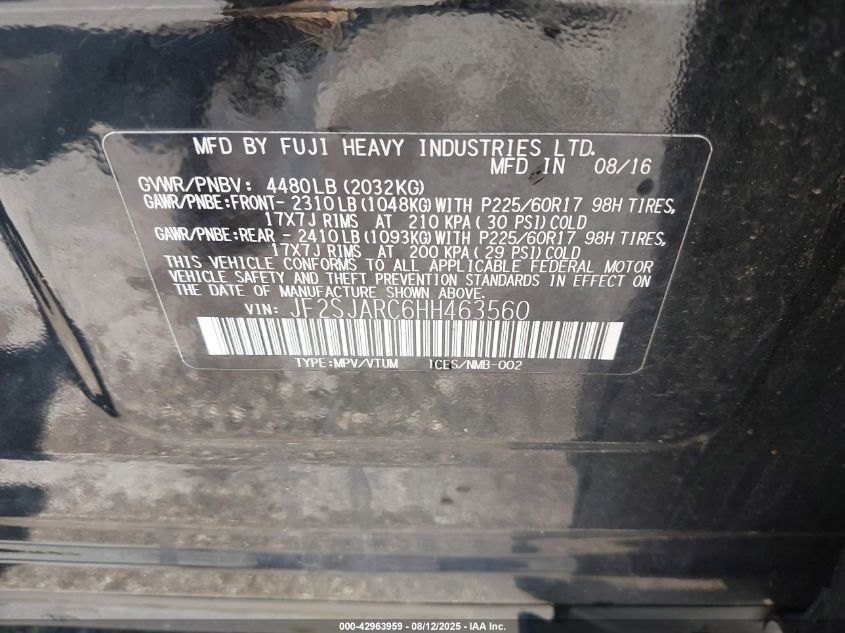 MFD BY FUJI HEAVY INDUSTRIES LTD.
MFD IN 08/16
GVWR/PNBV: 4480LB (2032KG)
GAWR/PNBE:FRONT- 2310LB (1048KG) WITH P225/60R17 98H TIRES,
17X7J RIMS AT 210 KPA( 30 PSI) COLD
GAWR/PNBE:REAR - 2410LB (1093KG) WITH P225/60R17 98H TIRES,
17X7J RIMS AT 200 KPA (29 PSI) COLD
THIS VEHICLE CONFORMS TO ALL APPLICABLE FEDERAL MOTOR
VEHICLE SAFETY AND THEFT PREVENTION STANDARDS IN EFFECT ON
THE DATE OF MANUFACTURE SHOWN ABOVE.
VIN: JF2SJARC6HH463560
TYPE:MPV/VTUM ICES/NMB-002
000-42963959 - 08/12/2025 - IAA Inc.